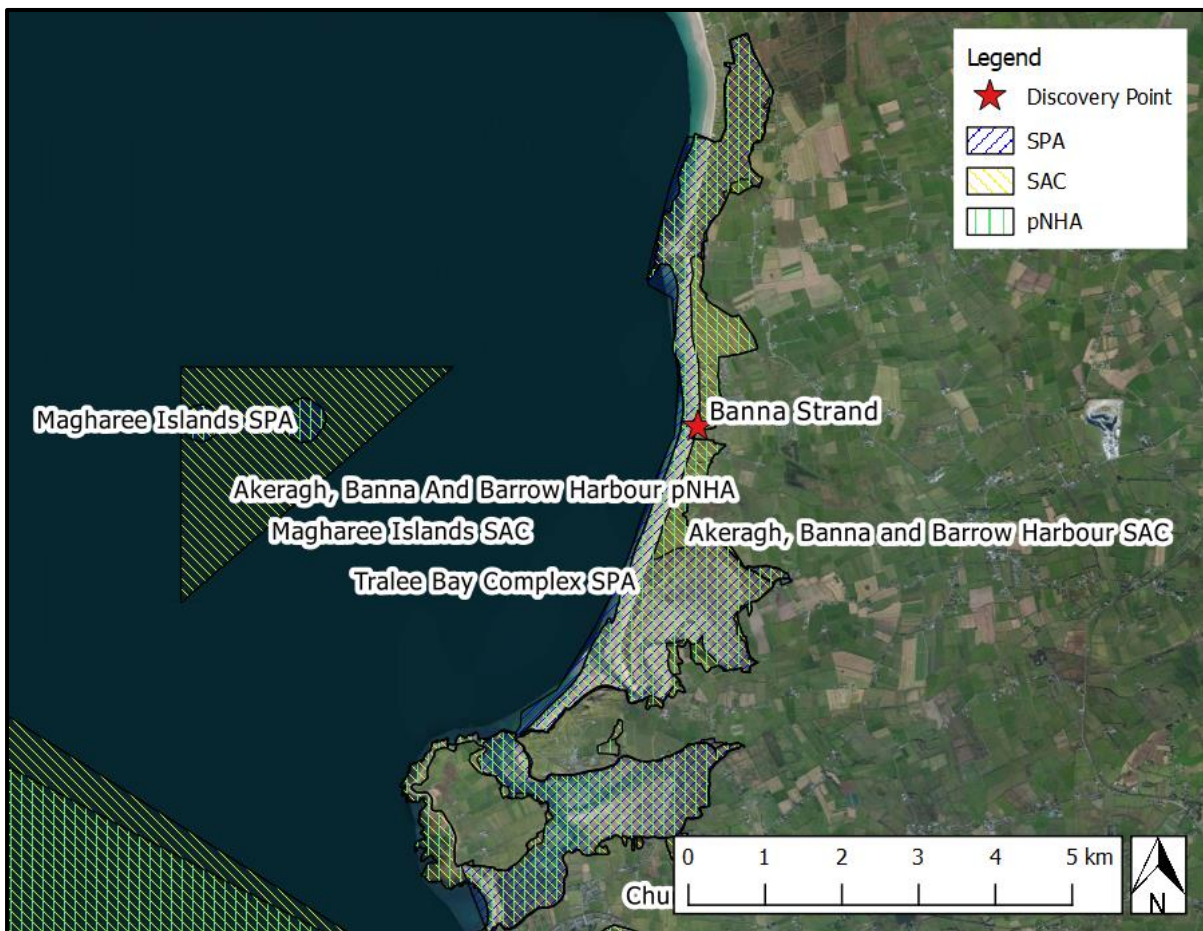 Legend
Discovery Point
SPA
SAC
pNHA
Magharee Islands SPA
Banna Strand
Akeragh, Banna And Barrow Harbour pNHA
Magharee Islands SAC
Akeragh, Banna and Barrow Harbour SAC
Tralee Bay Complex SPA
0 1 2 3 4 5 km
Chu
N